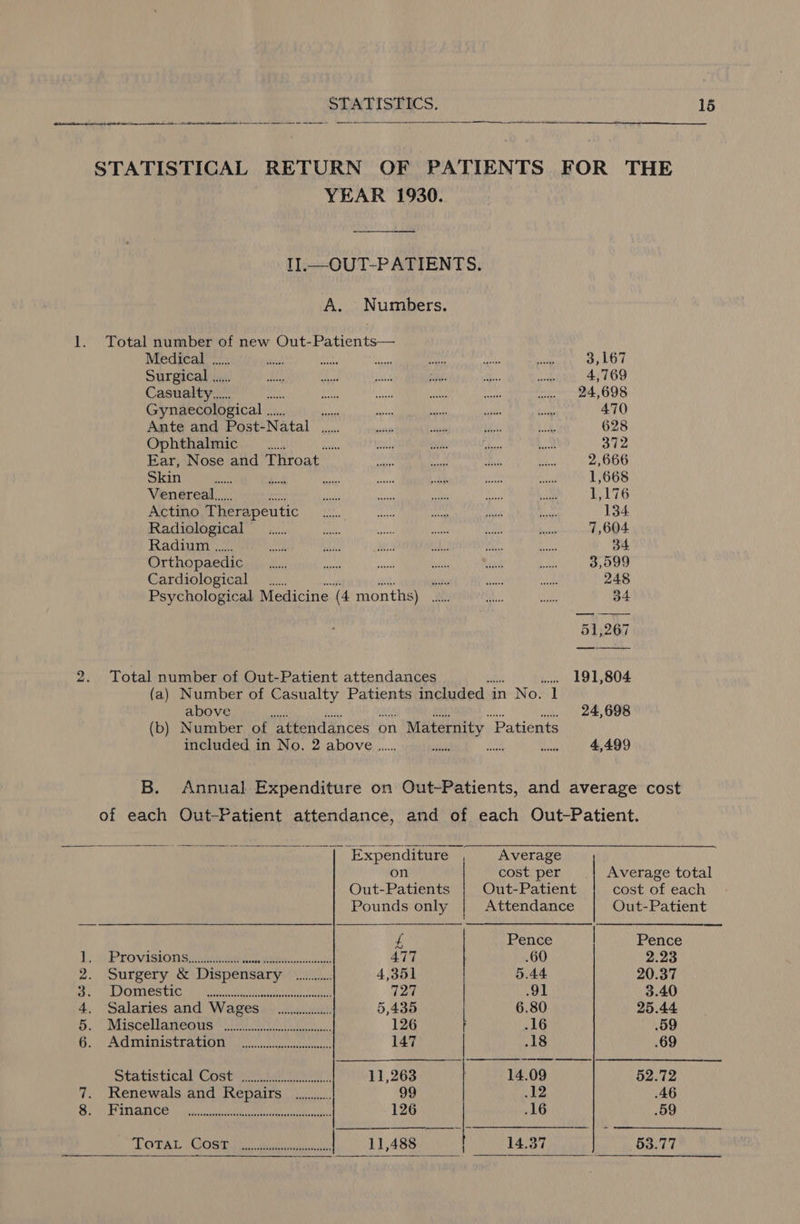 STATISTICS. 15
STATISTICAL RETURN OF PATIENTS FOR THE
YEAR 1930.
II.—OUT-PATIENTS.
A. Numbers.
1. Total number of new Out-Patients—
Medical ...... 3,167
Surgical ...... 4,769
Casualty...... 24,698
Gynaecological ...... 470
Ante and Post-Natal ...... 628
Ophthalmic ...... 372
Ear, Nose and Throat ...... 2,666
Skin ...... 1,668
Venereal...... 1,176
Actino Therapeutic ...... 134
Radiological ...... 7,604
Radium ...... 34
Orthopaedic ...... 3,599
Cardiological ...... 248
Psychological Medicine (4 months) ...... 34
51,267
2. Total number of Out-Patient attendances ...... 191,804
(a) Number of Casualty Patients included in No. 1
above ...... 24,698
(b) Number of attendances on Maternity Patients
included in No. 2 above ...... 4,499
B. Annual Expenditure on Out-Patients, and average cost
of each Out-Patient attendance, and of each Out-Patient.
Expenditure Average
on cost per Average total
Out-Patients Out-Patient cost of each
Pounds only Attendance Out-Patient
£ Pence Pence
1. Provisions...... 477 .60 2.23
2. Surgery & Dispensary ...... 4,351 5.44 20.37
3. Domestic ...... 727 .91 3.40
4. Salaries and Wages ...... 5,435 6.80 25.44
5. Miscellaneous ...... 126 .16 .59
6. Administration ...... 147 .18 .69
Statistical Cost ...... 11,263 14.09 52.72
7. Renewals and Repairs ...... 99 .12 .46
8. Finance ...... 126 .16 .59
TOTAL COST ...... 11,488 14.37 53.77